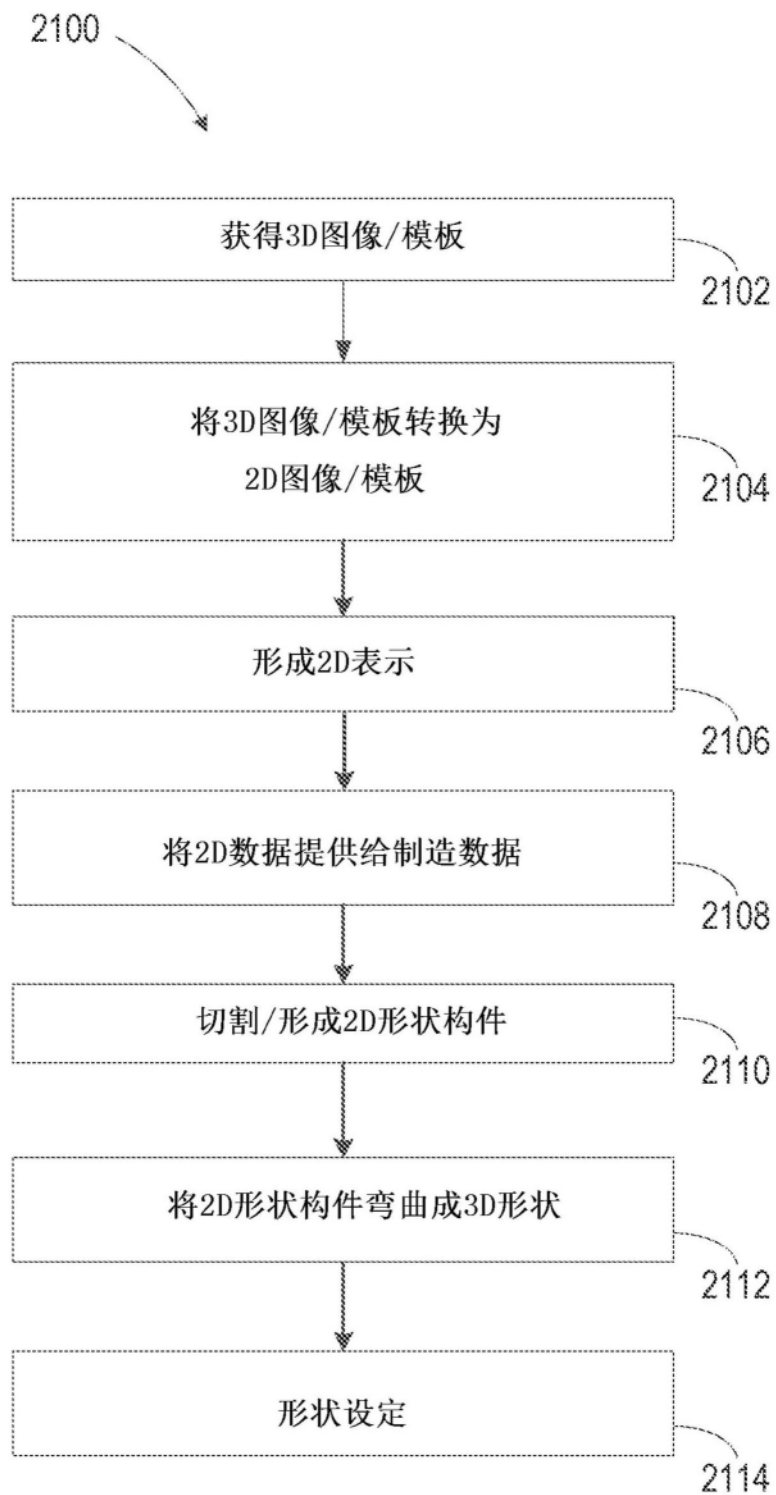 2100
获得3D图像/模板
2102
将3D图像/模板转换为
2D图像/模板
2104
形成2D表示
2106
将2D数据提供给制造数据
2108
切割/形成2D形状构件
2110
将2D形状构件弯曲成3D形状
2112
形状设定
2114